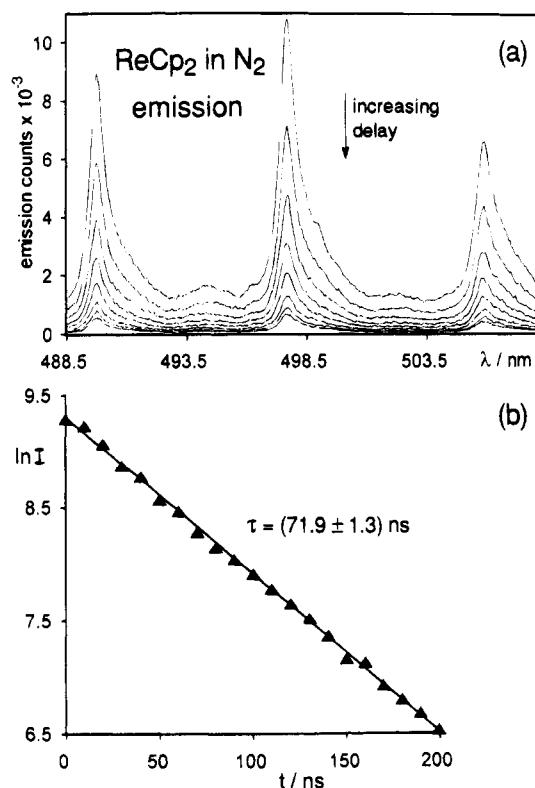 (a)
ReCp₂ in N₂
emission
increasing
delay
emission counts x 10⁻³
10
8
6
4
2
0
488.5 493.5 498.5 503.5 λ / nm
(b)
9.5
ln I
8.5
7.5
6.5
τ = (71.9 ± 1.3) ns
0 50 100 150 200
t / ns